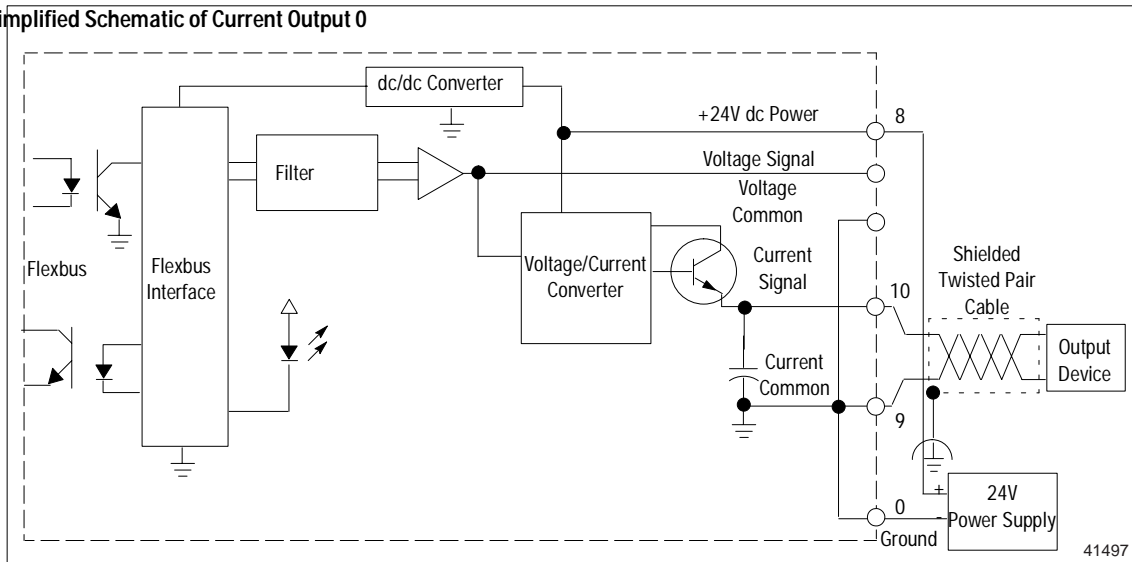 implified Schematic of Current Output 0
dc/dc Converter
+24V dc Power
8
Filter
Voltage Signal
Voltage
Common
Flexbus
Flexbus
Interface
Voltage/Current
Converter
Current
Signal
10
Shielded
Twisted Pair
Cable
Output
Device
Current
Common
9
+
24V
Power Supply
-
0
Ground
41497